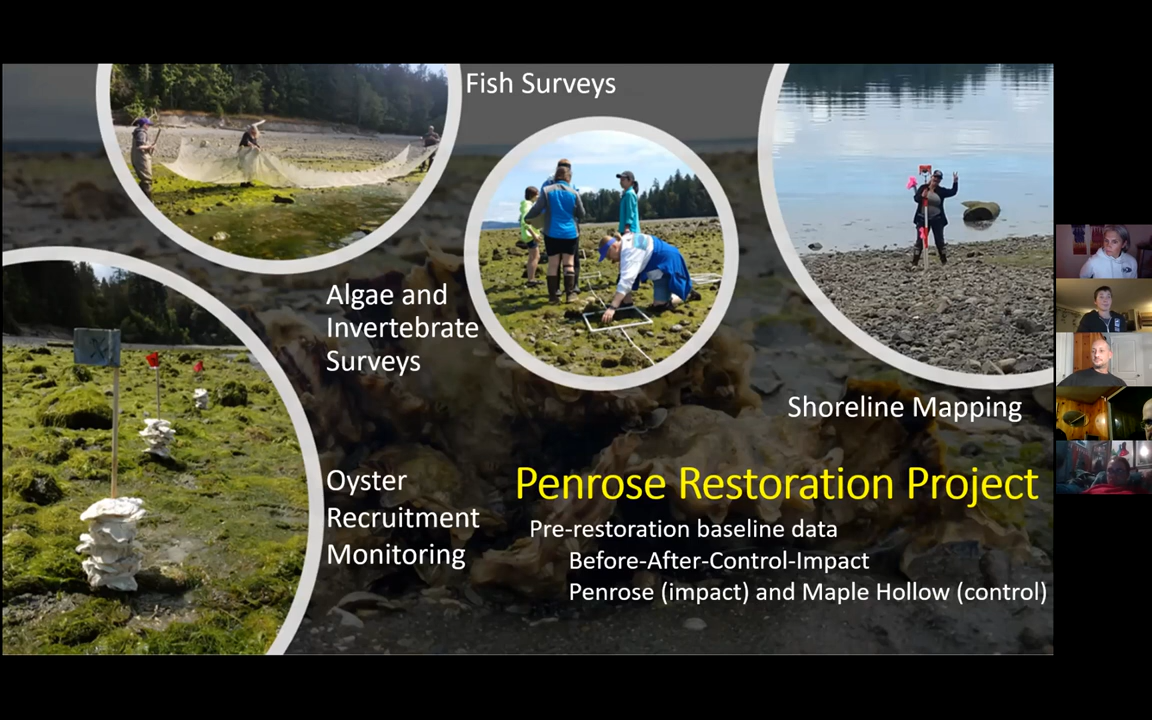 Fish Surveys
Algae and
Invertebrate
Surveys
Shoreline Mapping
Oyster
Recruitment
Monitoring
Penrose Restoration Project
Pre-restoration baseline data
Before-After-Control-Impact
Penrose (impact) and Maple Hollow (control)